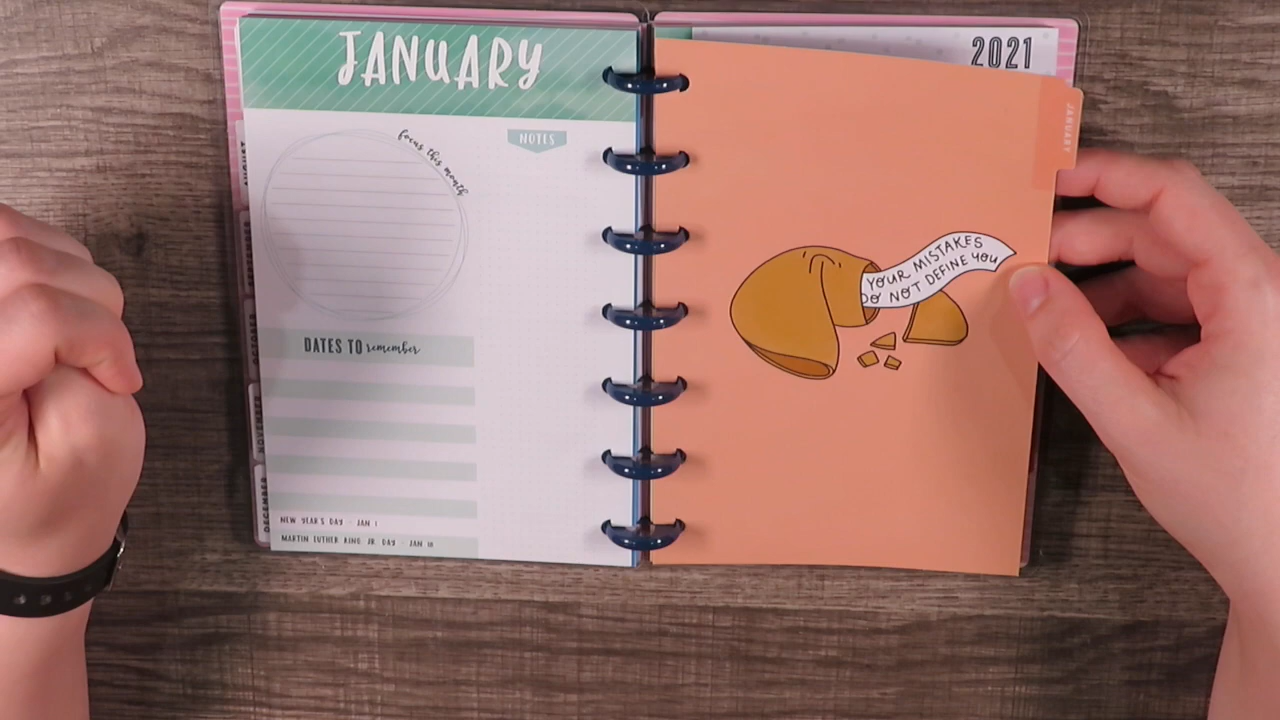 JANUARY
focus this month
NOTES
DATES TO remember
NEW YEAR'S DAY - JAN 1
MARTIN LUTHER KING JR. DAY - JAN 18
AUGUST
SEPTEMBER
OCTOBER
NOVEMBER
DECEMBER
2021
JANUARY
YOUR MISTAKES
DO NOT DEFINE YOU